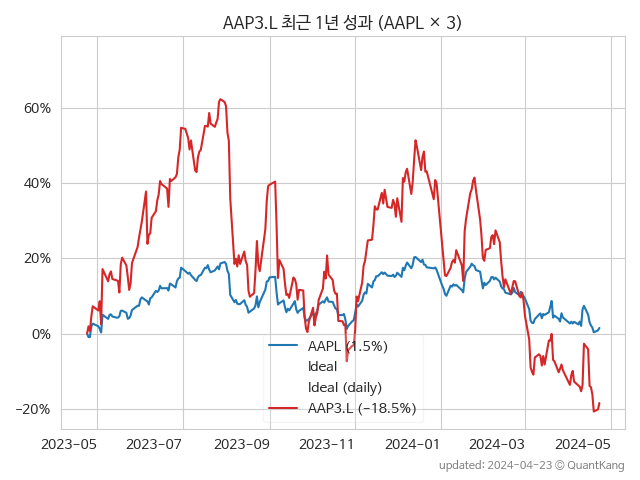 AAP3.L 최근 1년 성과 (AAPL × 3)
60%
40%
20%
0%
−20%
AAPL (1.5%)
Ideal
Ideal (daily)
AAP3.L (−18.5%)
2023-05 2023-07 2023-09 2023-11 2024-01 2024-03 2024-05
updated: 2024-04-23 © QuantKang